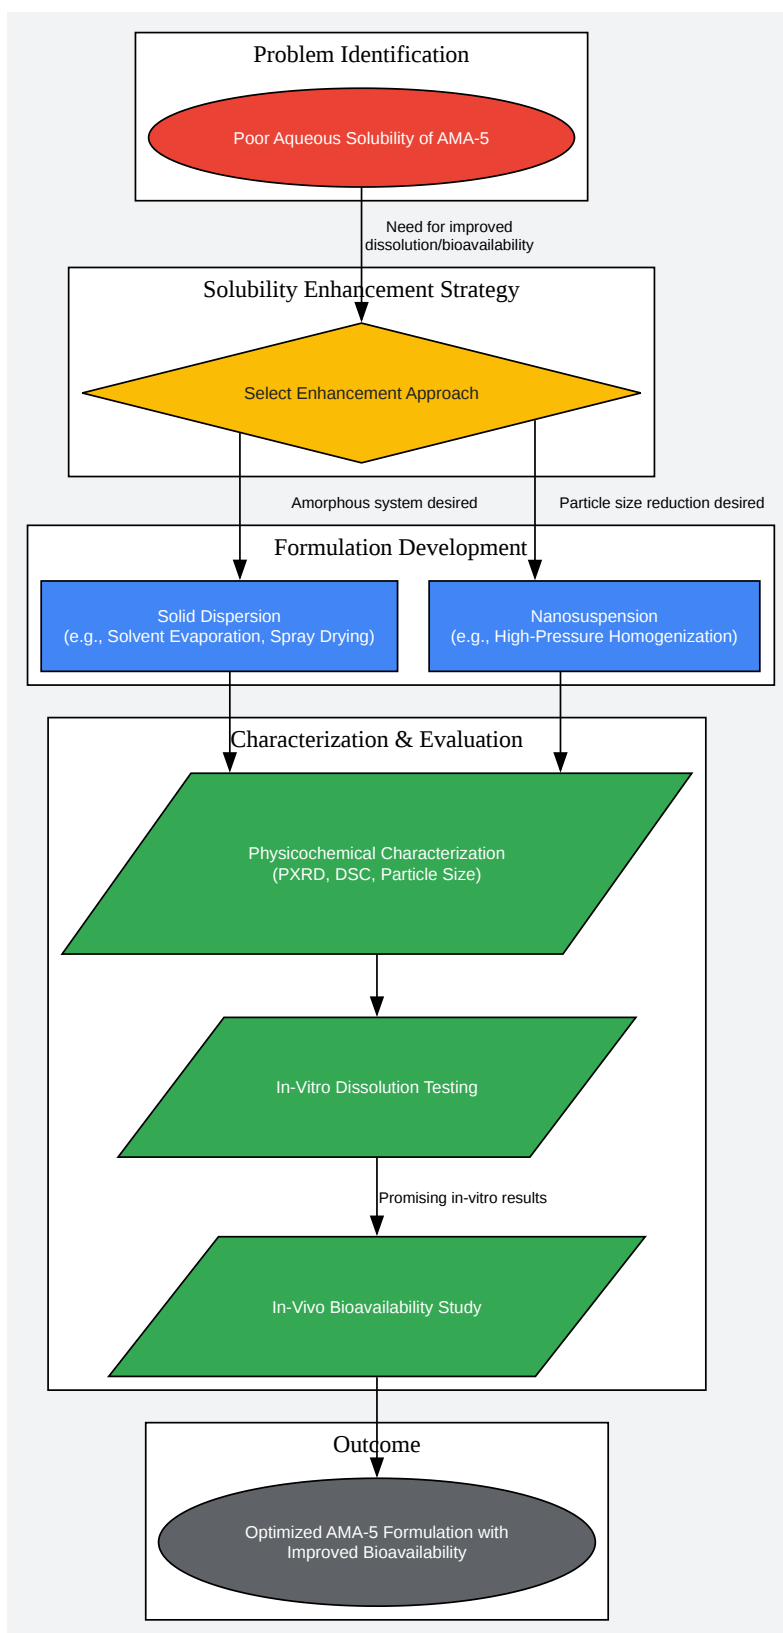 Problem Identification
Poor Aqueous Solubility of AMA-5
Need for improved
dissolution/bioavailability
Solubility Enhancement Strategy
Select Enhancement Approach
Amorphous system desired
Particle size reduction desired
Formulation Development
Solid Dispersion
(e.g., Solvent Evaporation, Spray Drying)
Nanosuspension
(e.g., High-Pressure Homogenization)
Characterization & Evaluation
Physicochemical Characterization
(PXRD, DSC, Particle Size)
In-Vitro Dissolution Testing
Promising in-vitro results
In-Vivo Bioavailability Study
Outcome
Optimized AMA-5 Formulation with
Improved Bioavailability